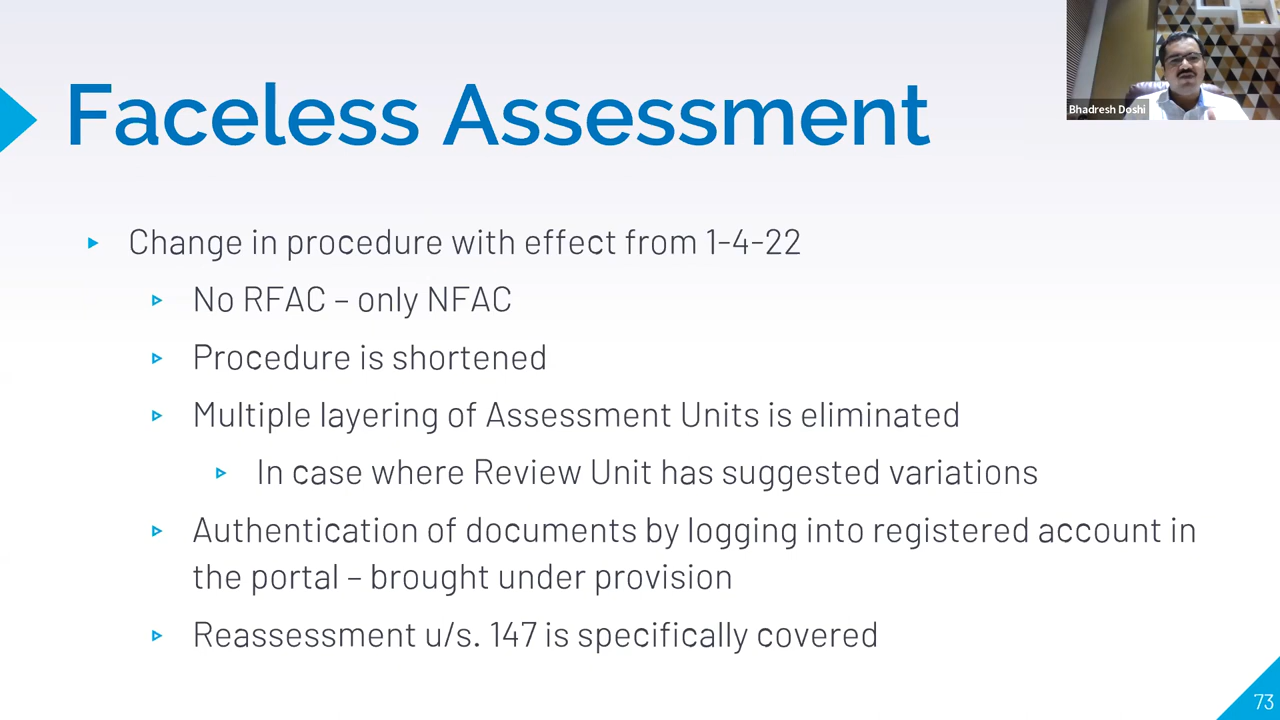 Bhadresh Doshi
Faceless Assessment
Change in procedure with effect from 1-4-22
No RFAC – only NFAC
Procedure is shortened
Multiple layering of Assessment Units is eliminated
In case where Review Unit has suggested variations
Authentication of documents by logging into registered account in
the portal – brought under provision
Reassessment u/s. 147 is specifically covered
73